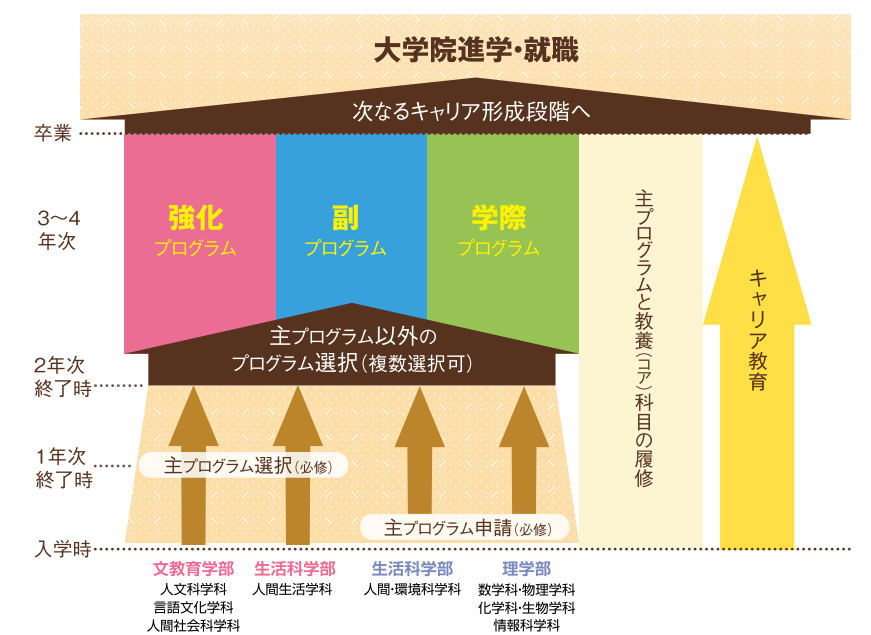 大学院進学・就職
次なるキャリア形成段階へ
卒業
3〜4
年次
強化
プログラム
副
プログラム
学際
プログラム
主プログラムと教養（コア）科目の履修
キャリア教育
主プログラム以外の
プログラム選択（複数選択可）
2年次
終了時
1年次
終了時
主プログラム選択（必修）
主プログラム申請（必修）
入学時
文教育学部
人文科学科
言語文化学科
人間社会科学科
生活科学部
人間生活学科
生活科学部
人間・環境科学科
理学部
数学科・物理学科
化学科・生物学科
情報科学科